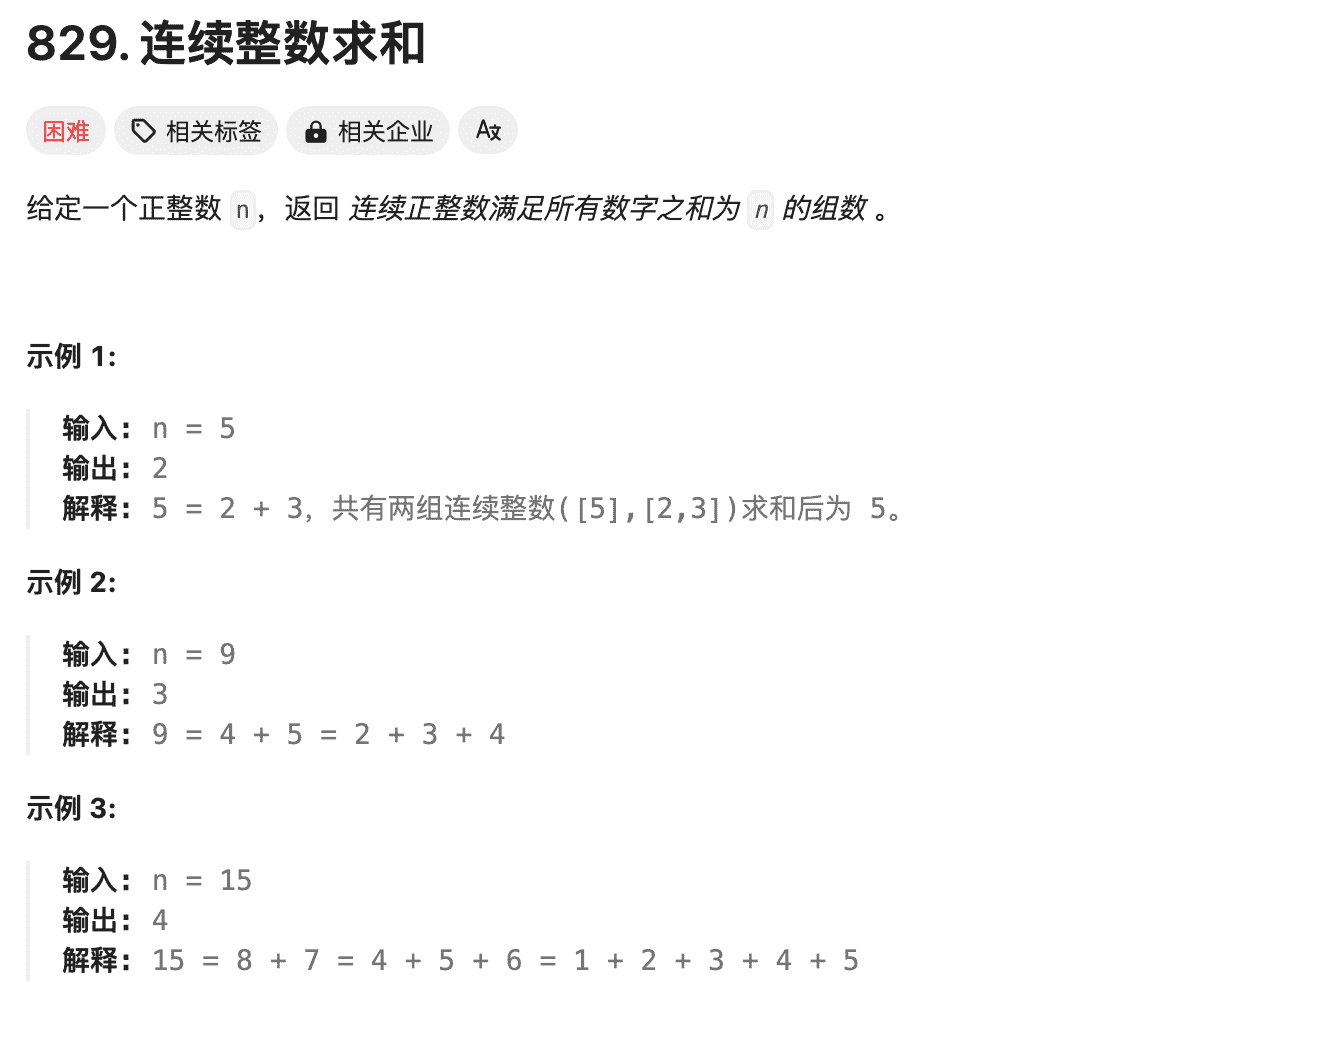 829. 连续整数求和
困难 相关标签 相关企业 A文
给定一个正整数 n，返回 连续正整数满足所有数字之和为 n 的组数 。
示例 1:
输入: n = 5
输出: 2
解释: 5 = 2 + 3，共有两组连续整数([5],[2,3])求和后为 5。
示例 2:
输入: n = 9
输出: 3
解释: 9 = 4 + 5 = 2 + 3 + 4
示例 3:
输入: n = 15
输出: 4
解释: 15 = 8 + 7 = 4 + 5 + 6 = 1 + 2 + 3 + 4 + 5